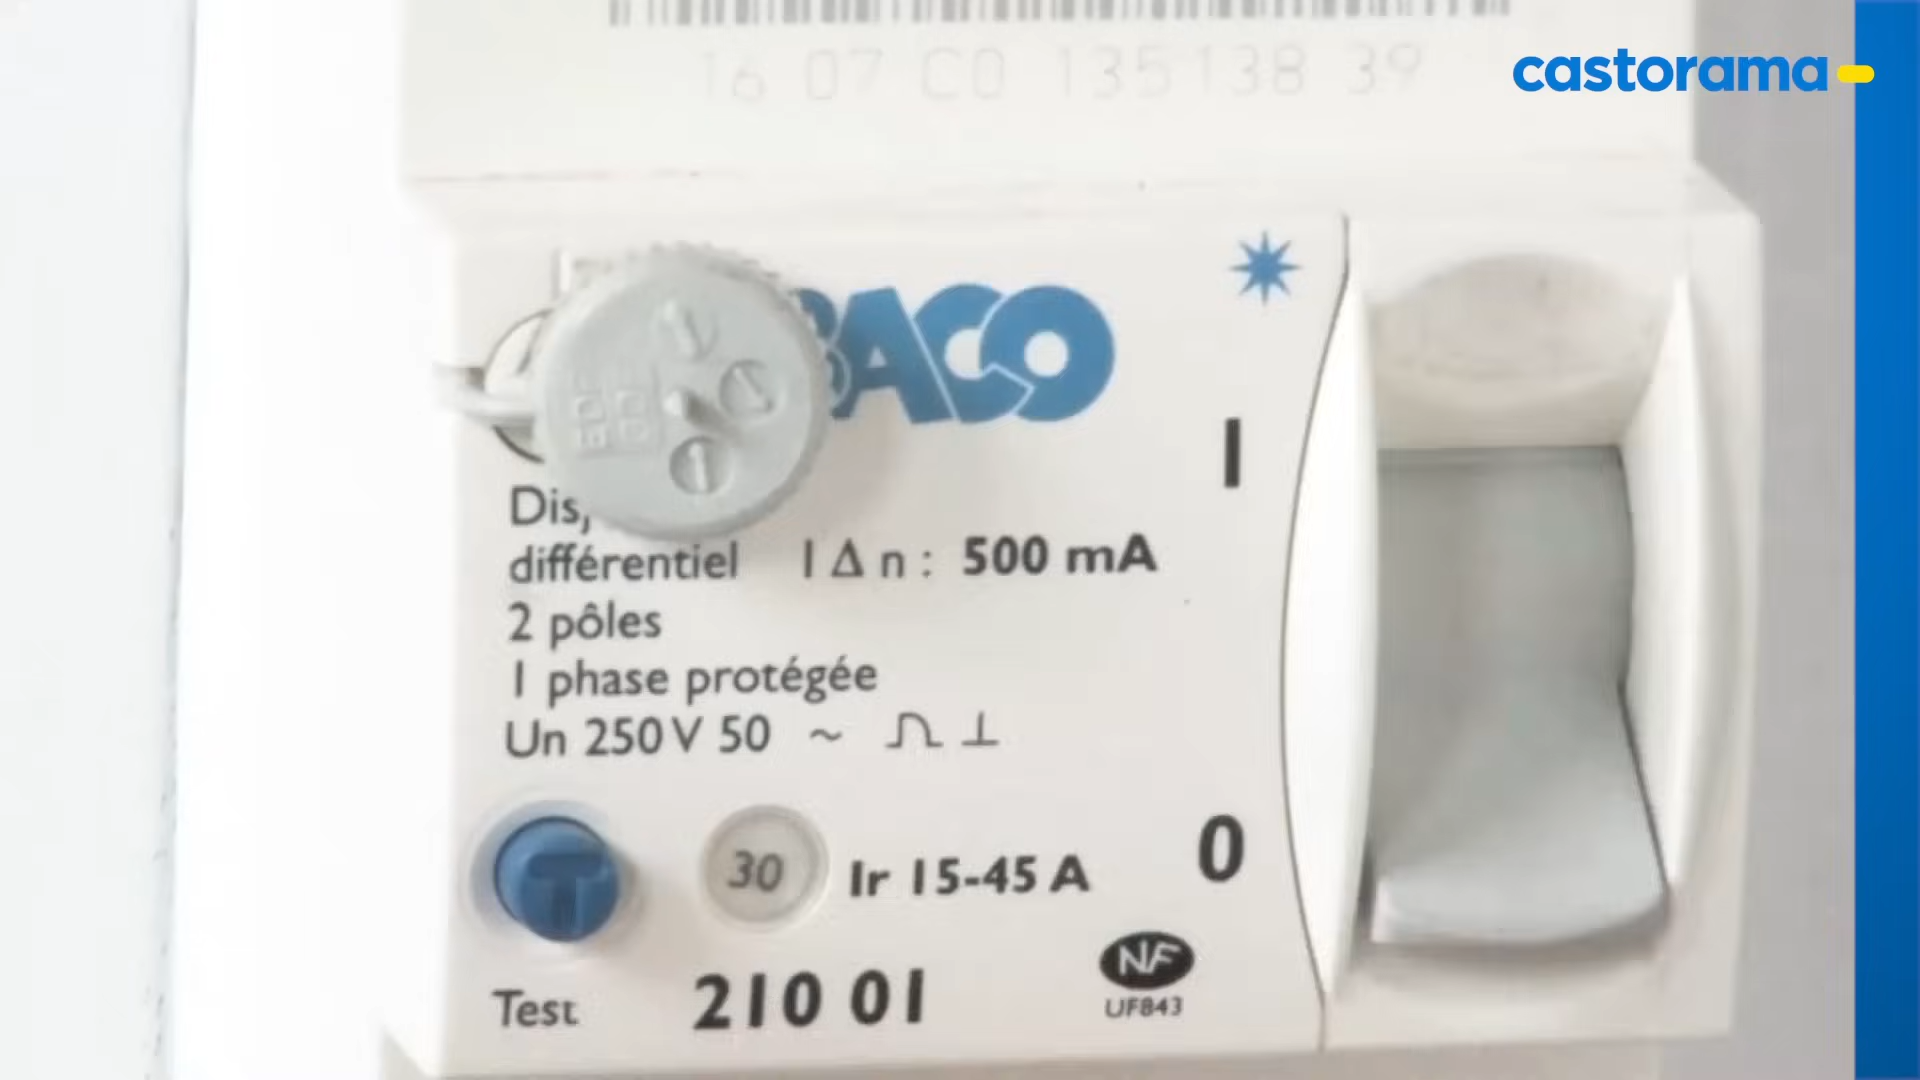 16 07 C0 135138 39
castorama
BACO
I
Dis
différentiel I Δ n : 500 mA
2 pôles
1 phase protégée
Un 250 V 50 ~
T
30
Ir 15-45 A
0
NF
UF843
Test
210 01